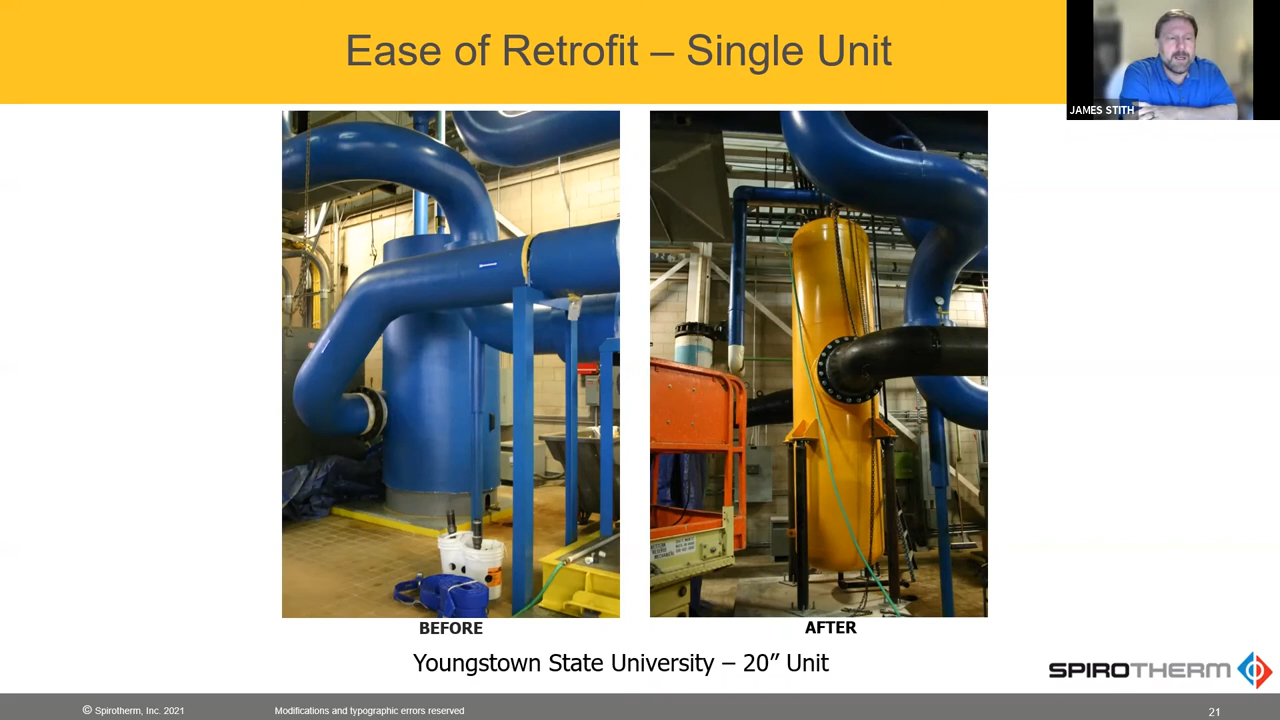 Ease of Retrofit – Single Unit
JAMES STITH
BEFORE
AFTER
Youngstown State University – 20” Unit
SPIROTHERM
© Spirotherm, Inc. 2021
Modifications and typographic errors reserved
21